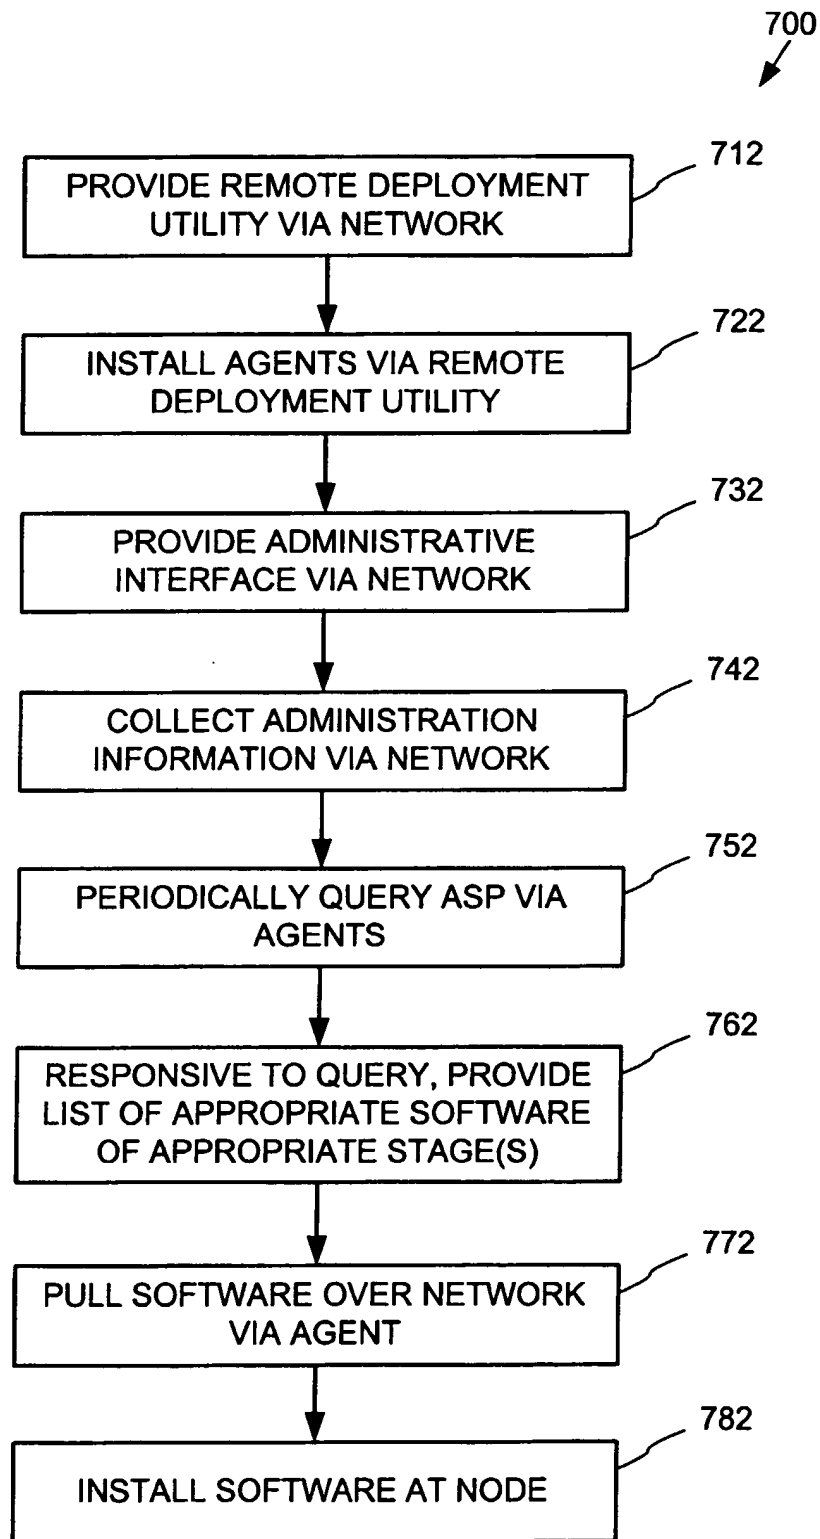 700
712
PROVIDE REMOTE DEPLOYMENT
UTILITY VIA NETWORK
722
INSTALL AGENTS VIA REMOTE
DEPLOYMENT UTILITY
732
PROVIDE ADMINISTRATIVE
INTERFACE VIA NETWORK
742
COLLECT ADMINISTRATION
INFORMATION VIA NETWORK
752
PERIODICALLY QUERY ASP VIA
AGENTS
762
RESPONSIVE TO QUERY, PROVIDE
LIST OF APPROPRIATE SOFTWARE
OF APPROPRIATE STAGE(S)
772
PULL SOFTWARE OVER NETWORK
VIA AGENT
782
INSTALL SOFTWARE AT NODE